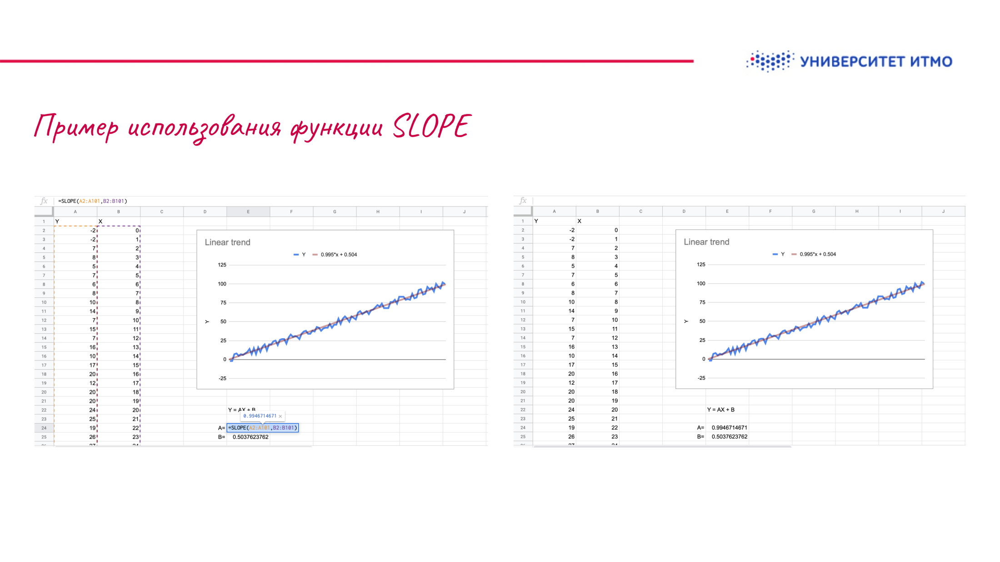 УНИВЕРСИТЕТ ИТМО
Пример использования функции SLOPE
fx =SLOPE(A2:A101,B2:B101)
A B C D E F G H I J
1 Y X
2 -2 0
3 -2 1
4 7 2
5 8 3
6 5 4
7 7 5
8 6 6
9 8 7
10 10 8
11 14 9
12 7 10
13 15 11
14 7 12
15 16 13
16 10 14
17 17 15
18 20 16
19 12 17
20 20 18
21 20 19
22 24 20 Y = AX + B
23 25 21 0.9946714671 ×
24 19 22 A= =SLOPE(A2:A101,B2:B101)
25 26 23 B= 0.5037623762
Linear trend
Y 0.995*x + 0.504
125
100
75
50
25
0
-25
Y
fx
A B C D E F G H I J
1 Y X
2 -2 0
3 -2 1
4 7 2
5 8 3
6 5 4
7 7 5
8 6 6
9 8 7
10 10 8
11 14 9
12 7 10
13 15 11
14 7 12
15 16 13
16 10 14
17 17 15
18 20 16
19 12 17
20 20 18
21 20 19
22 24 20 Y = AX + B
23 25 21
24 19 22 A= 0.9946714671
25 26 23 B= 0.5037623762
Linear trend
Y 0.995*x + 0.504
125
100
75
50
25
0
-25
Y